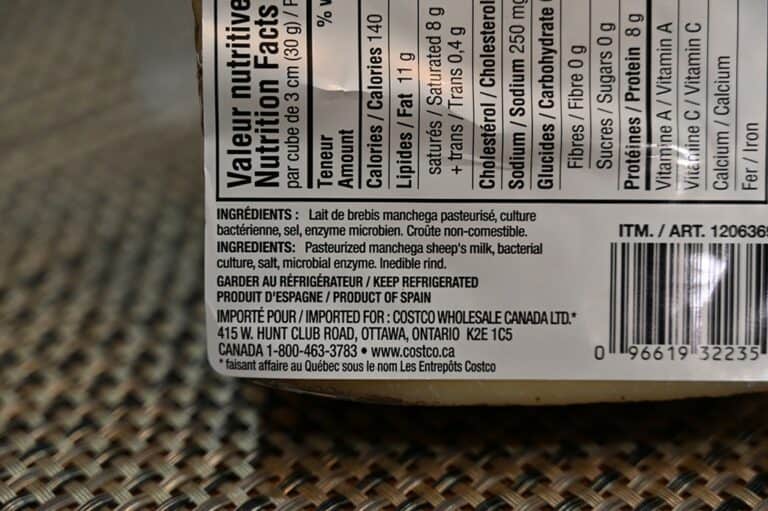 Valeur nutritive
Nutrition Facts
par cube de 3 cm (30 g) /
Teneur
Amount
%
Calories / Calories 140
Lipides / Fat 11 g
saturés / Saturated 8 g
+ trans / Trans 0,4 g
Cholestérol / Cholesterol
Sodium / Sodium 250 mg
Glucides / Carbohydrate
Fibres / Fibre 0 g
Sucres / Sugars 0 g
Protéines / Protein 8 g
Vitamine A / Vitamin A
Vitamine C / Vitamin C
Calcium / Calcium
Fer / Iron
INGRÉDIENTS : Lait de brebis manchega pasteurisé, culture
bactérienne, sel, enzyme microbien. Croûte non-comestible.
INGREDIENTS: Pasteurized manchega sheep's milk, bacterial
culture, salt, microbial enzyme. Inedible rind.
GARDER AU RÉFRIGÉRATEUR / KEEP REFRIGERATED
PRODUIT D'ESPAGNE / PRODUCT OF SPAIN
IMPORTÉ POUR / IMPORTED FOR : COSTCO WHOLESALE CANADA LTD.*
415 W. HUNT CLUB ROAD, OTTAWA, ONTARIO K2E 1C5
CANADA 1-800-463-3783 • www.costco.ca
* faisant affaire au Québec sous le nom Les Entrepôts Costco
ITM. / ART. 1206369
0 96619 32235